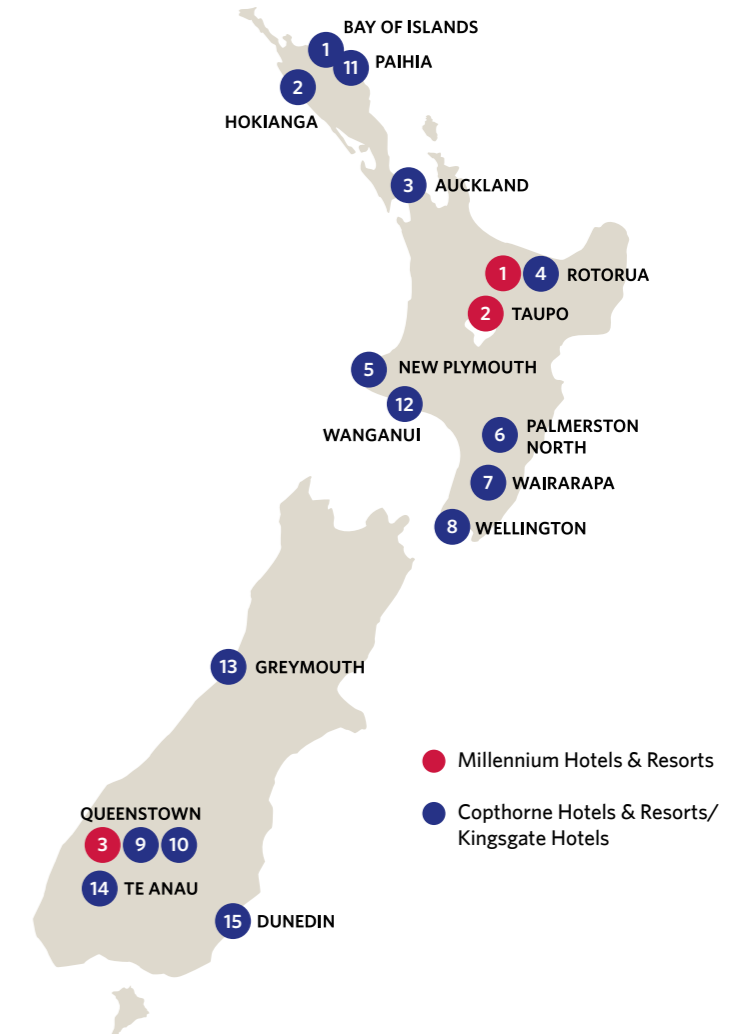 BAY OF ISLANDS
1
11 PAIHIA
2
HOKIANGA
3 AUCKLAND
1 4 ROTORUA
2 TAUPO
5 NEW PLYMOUTH
12
WANGANUI
6 PALMERSTON
NORTH
7 WAIRARAPA
8 WELLINGTON
13 GREYMOUTH
Millennium Hotels & Resorts
Copthorne Hotels & Resorts/
Kingsgate Hotels
QUEENSTOWN
3 9 10
14 TE ANAU
15 DUNEDIN